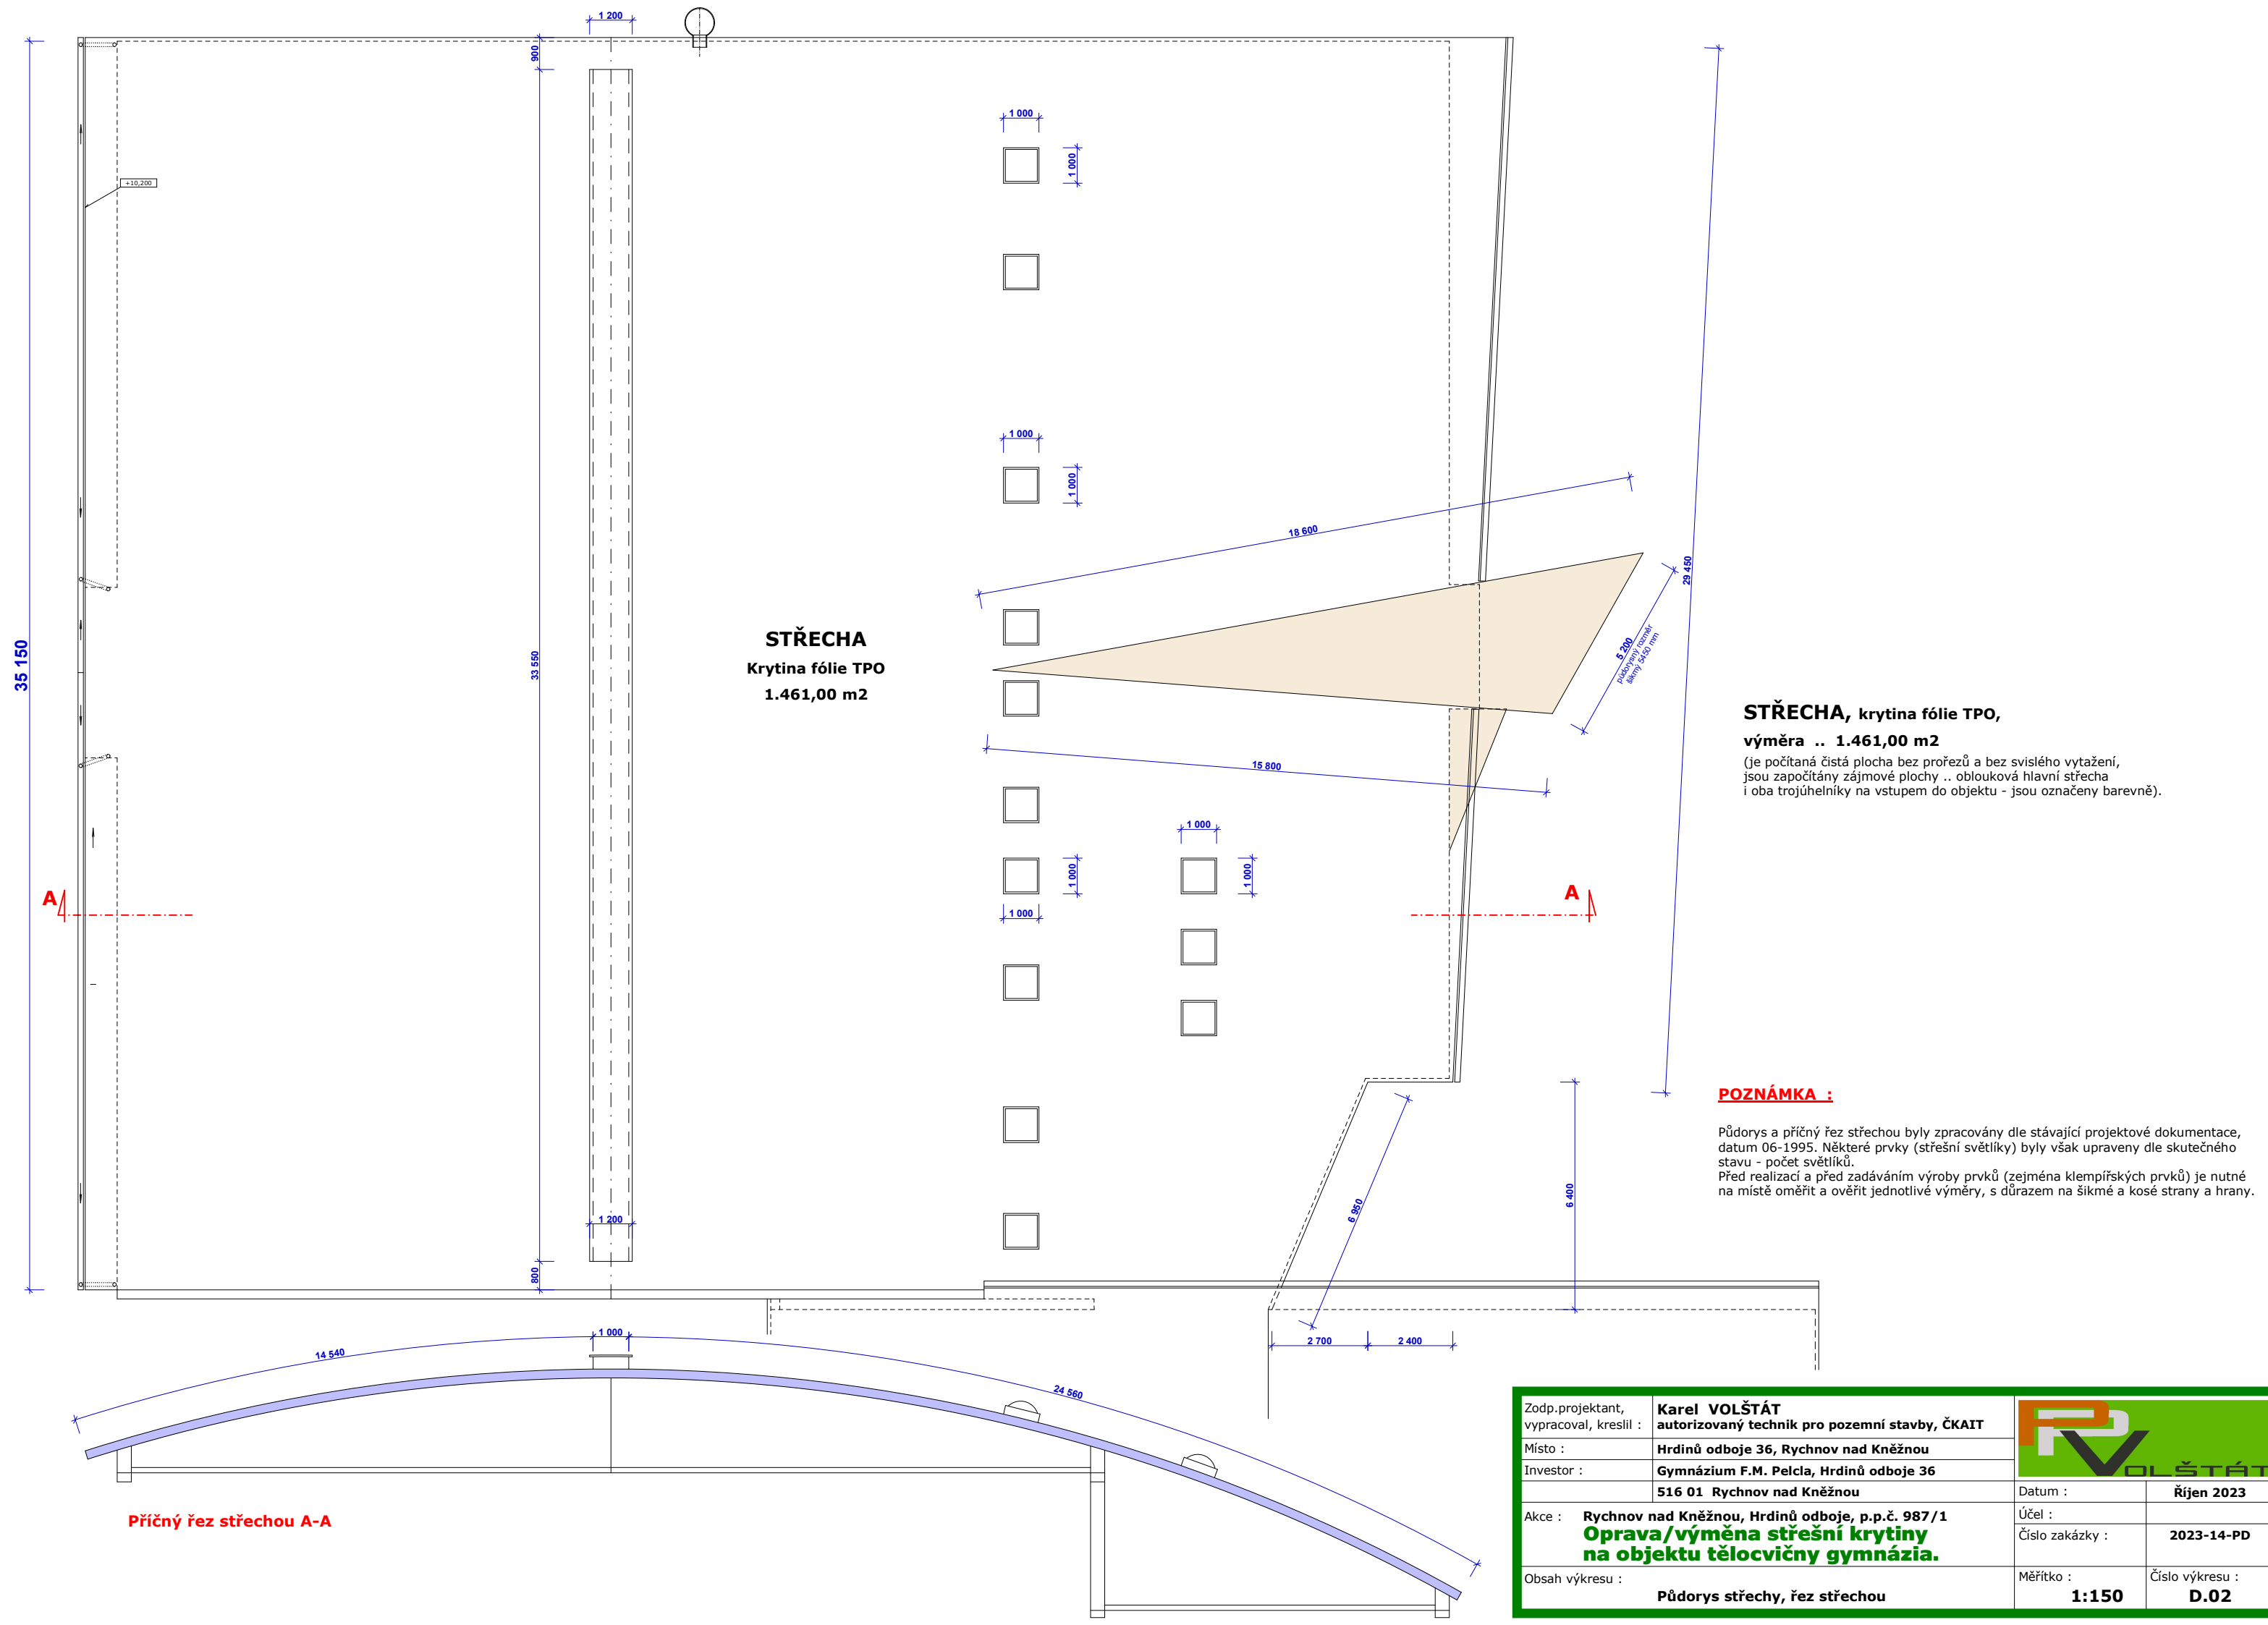 1 200
900
1 000
1 000
+10,200
1 000
1 000
18 600
29 450
35 150
33 550
STŘECHA
Krytina fólie TPO
1.461,00 m2
5 200
půdorysný rozměr
šikmý 5450 mm
15 800
STŘECHA, krytina fólie TPO,
výměra .. 1.461,00 m2
(je počítaná čistá plocha bez prořezů a bez svislého vytažení,
jsou započítány zájmové plochy .. oblouková hlavní střecha
i oba trojúhelníky na vstupem do objektu - jsou označeny barevně).
1 000
1 000
1 000
1 000
A
A
POZNÁMKA :
Půdorys a příčný řez střechou byly zpracovány dle stávající projektové dokumentace,
datum 06-1995. Některé prvky (střešní světlíky) byly však upraveny dle skutečného
stavu - počet světlíků.
Před realizací a před zadáváním výroby prvků (zejména klempířských prvků) je nutné
na místě oměřit a ověřit jednotlivé výměry, s důrazem na šikmé a kosé strany a hrany.
6 950
6 400
1 200
800
2 700
2 400
1 000
14 540
24 560
Příčný řez střechou A-A
Zodp.projektant,
vypracoval, kreslil :
Karel VOLŠTÁT
autorizovaný technik pro pozemní stavby, ČKAIT
Místo :
Hrdinů odboje 36, Rychnov nad Kněžnou
Investor :
Gymnázium F.M. Pelcla, Hrdinů odboje 36
516 01 Rychnov nad Kněžnou
PP VOLŠTÁT
Datum :
Říjen 2023
Účel :
Číslo zakázky :
2023-14-PD
Akce :
Rychnov nad Kněžnou, Hrdinů odboje, p.p.č. 987/1
Oprava/výměna střešní krytiny
na objektu tělocvičny gymnázia.
Obsah výkresu :
Půdorys střechy, řez střechou
Měřítko :
1:150
Číslo výkresu :
D.02